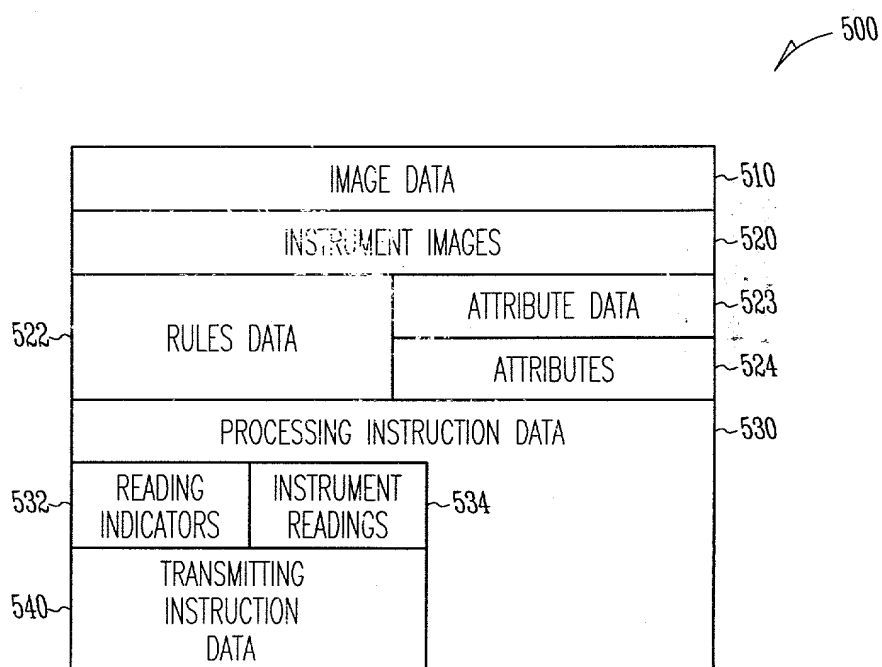 500
IMAGE DATA 510
INSTRUMENT IMAGES 520
522 RULES DATA
ATTRIBUTE DATA 523
ATTRIBUTES 524
PROCESSING INSTRUCTION DATA 530
532 READING INDICATORS
INSTRUMENT READINGS 534
540 TRANSMITTING
INSTRUCTION
DATA